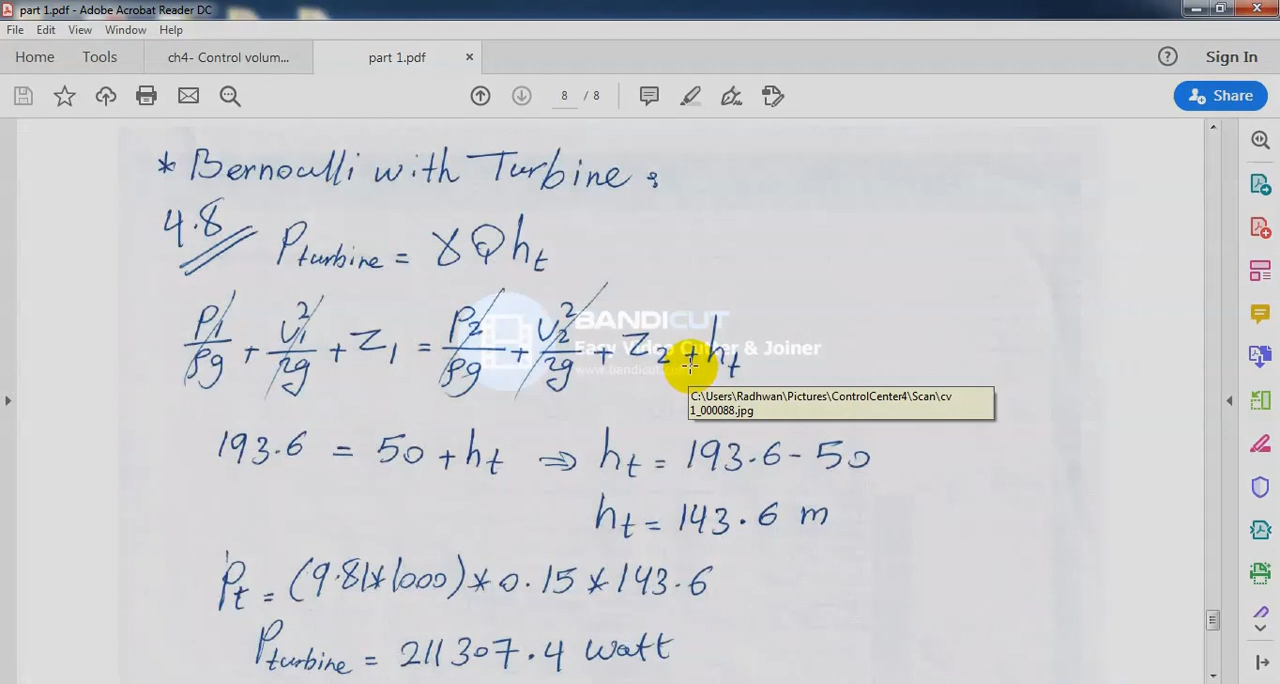 part 1.pdf - Adobe Acrobat Reader DC
File Edit View Window Help
Home Tools ch4- Control volum... part 1.pdf × ? Sign In
8 / 8 Share
* Bernoulli with Turbine :
4.8 P turbine = γ Q ht
P1/ρg + v1²/2g + Z1 = P2/ρg + v2²/2g + Z2 + ht
BANDICUT
Easy Video Cutter & Joiner
www.bandicut.com
C:\Users\Radhwan\Pictures\ControlCenter4\Scan\cv
1_000088.jpg
193.6 = 50 + ht ⇒ ht = 193.6 - 50
ht = 143.6 m
Pt = (9.81*1000)*0.15*143.6
P turbine = 211307.4 watt